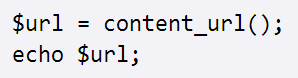 $url = content_url();
echo $url;